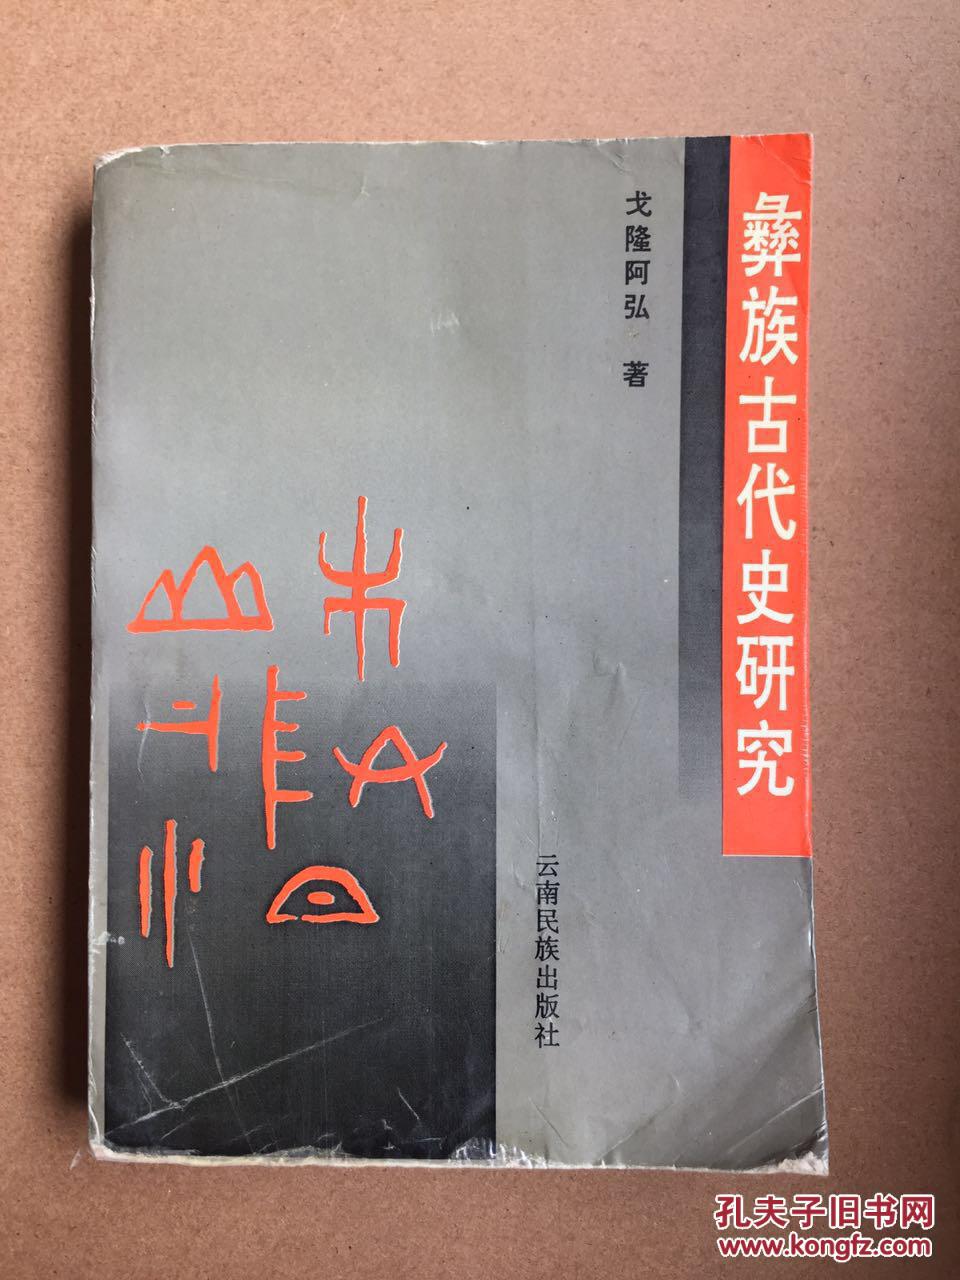 彝族古代史研究
戈隆阿弘 著
云南民族出版社
孔夫子旧书网
www.kongfz.com